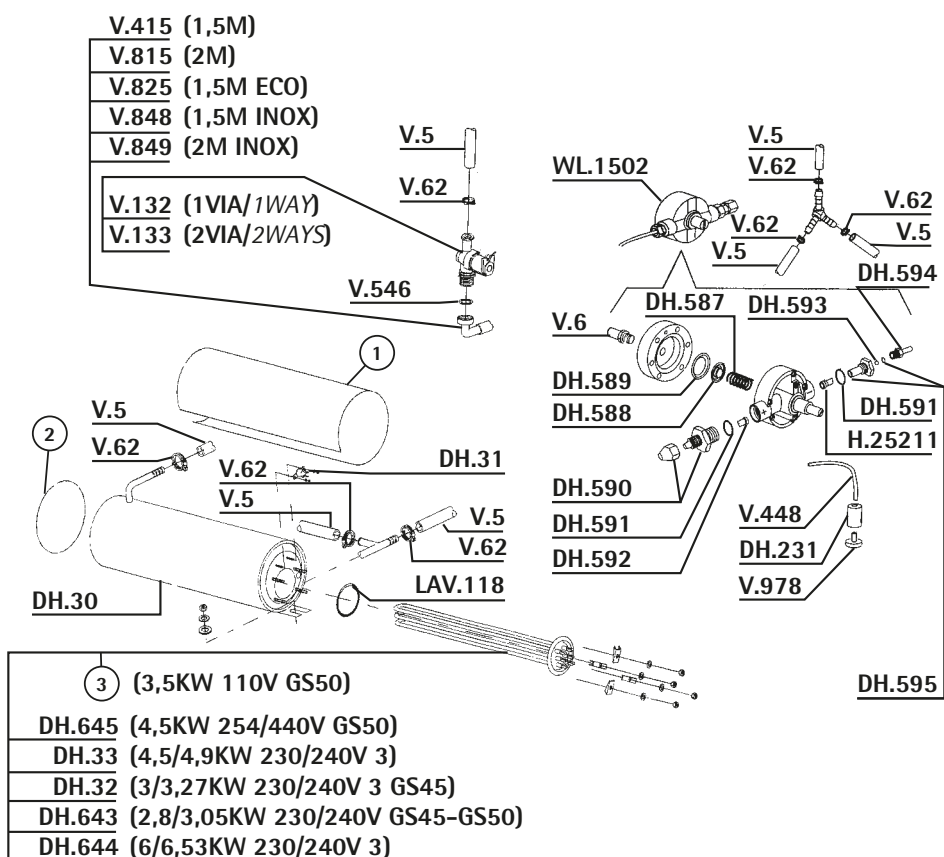 V.415 (1,5M)
V.815 (2M)
V.825 (1,5M ECO)
V.848 (1,5M INOX)
V.849 (2M INOX)
V.132 (1VIA/1WAY)
V.133 (2VIA/2WAYS)
V.5
V.62
V.546
WL.1502
V.5
V.62
V.62
V.5
V.62
V.5
DH.594
DH.587
DH.593
V.6
DH.589
DH.588
DH.591
H.25211
DH.590
DH.591
DH.592
V.448
DH.231
V.978
DH.595
1
2
V.5
V.62
V.62
V.5
DH.31
V.5
V.62
LAV.118
DH.30
3 (3,5KW 110V GS50)
DH.645 (4,5KW 254/440V GS50)
DH.33 (4,5/4,9KW 230/240V 3)
DH.32 (3/3,27KW 230/240V 3 GS45)
DH.643 (2,8/3,05KW 230/240V GS45-GS50)
DH.644 (6/6,53KW 230/240V 3)